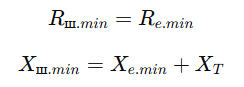 R_{ш.min} = R_{e.min}
X_{ш.min} = X_{e.min} + X_T